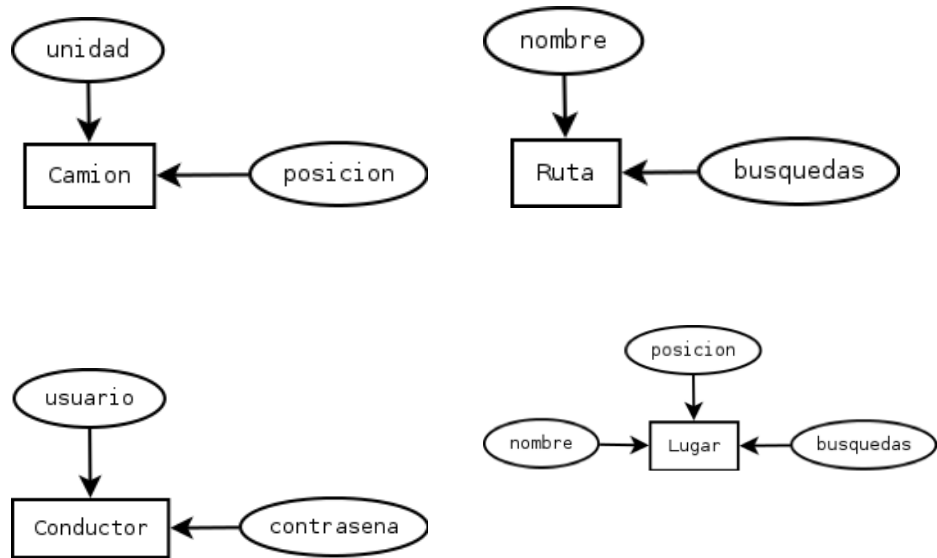 unidad
Camion
posicion
nombre
Ruta
busquedas
usuario
Conductor
contrasena
posicion
nombre
Lugar
busquedas